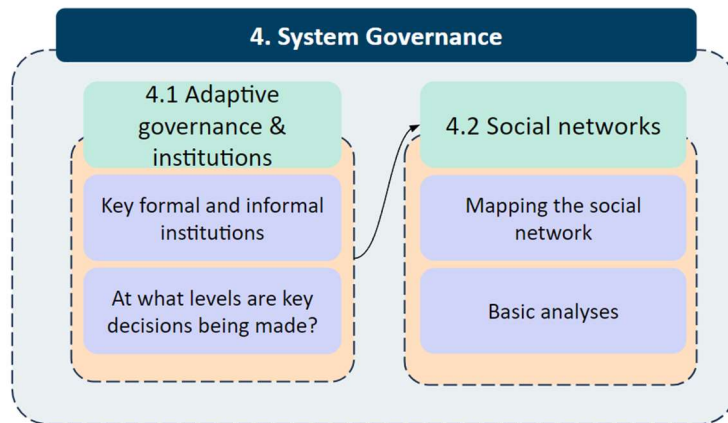 4. System Governance
4.1 Adaptive
governance &
institutions
Key formal and informal
institutions
At what levels are key
decisions being made?
4.2 Social networks
Mapping the social
network
Basic analyses